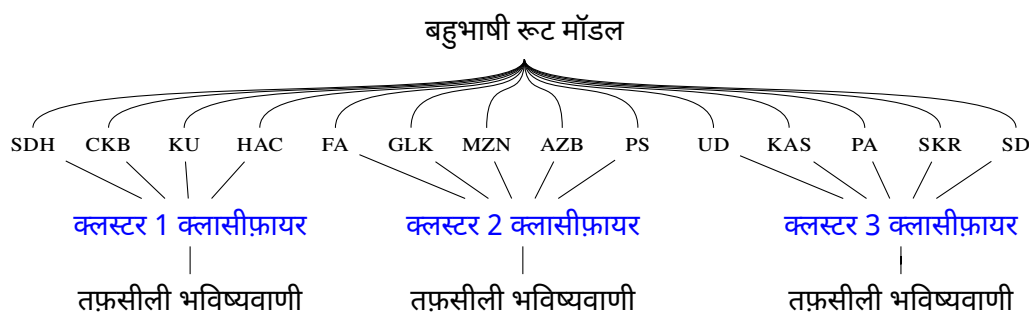 बहुभाषी रूट मॉडल
SDH CKB KU HAC FA GLK MZN AZB PS UD KAS PA SKR SD
क्लस्टर 1 क्लासीफ़ायर क्लस्टर 2 क्लासीफ़ायर क्लस्टर 3 क्लासीफ़ायर
तफ़सीली भविष्यवाणी तफ़सीली भविष्यवाणी तफ़सीली भविष्यवाणी